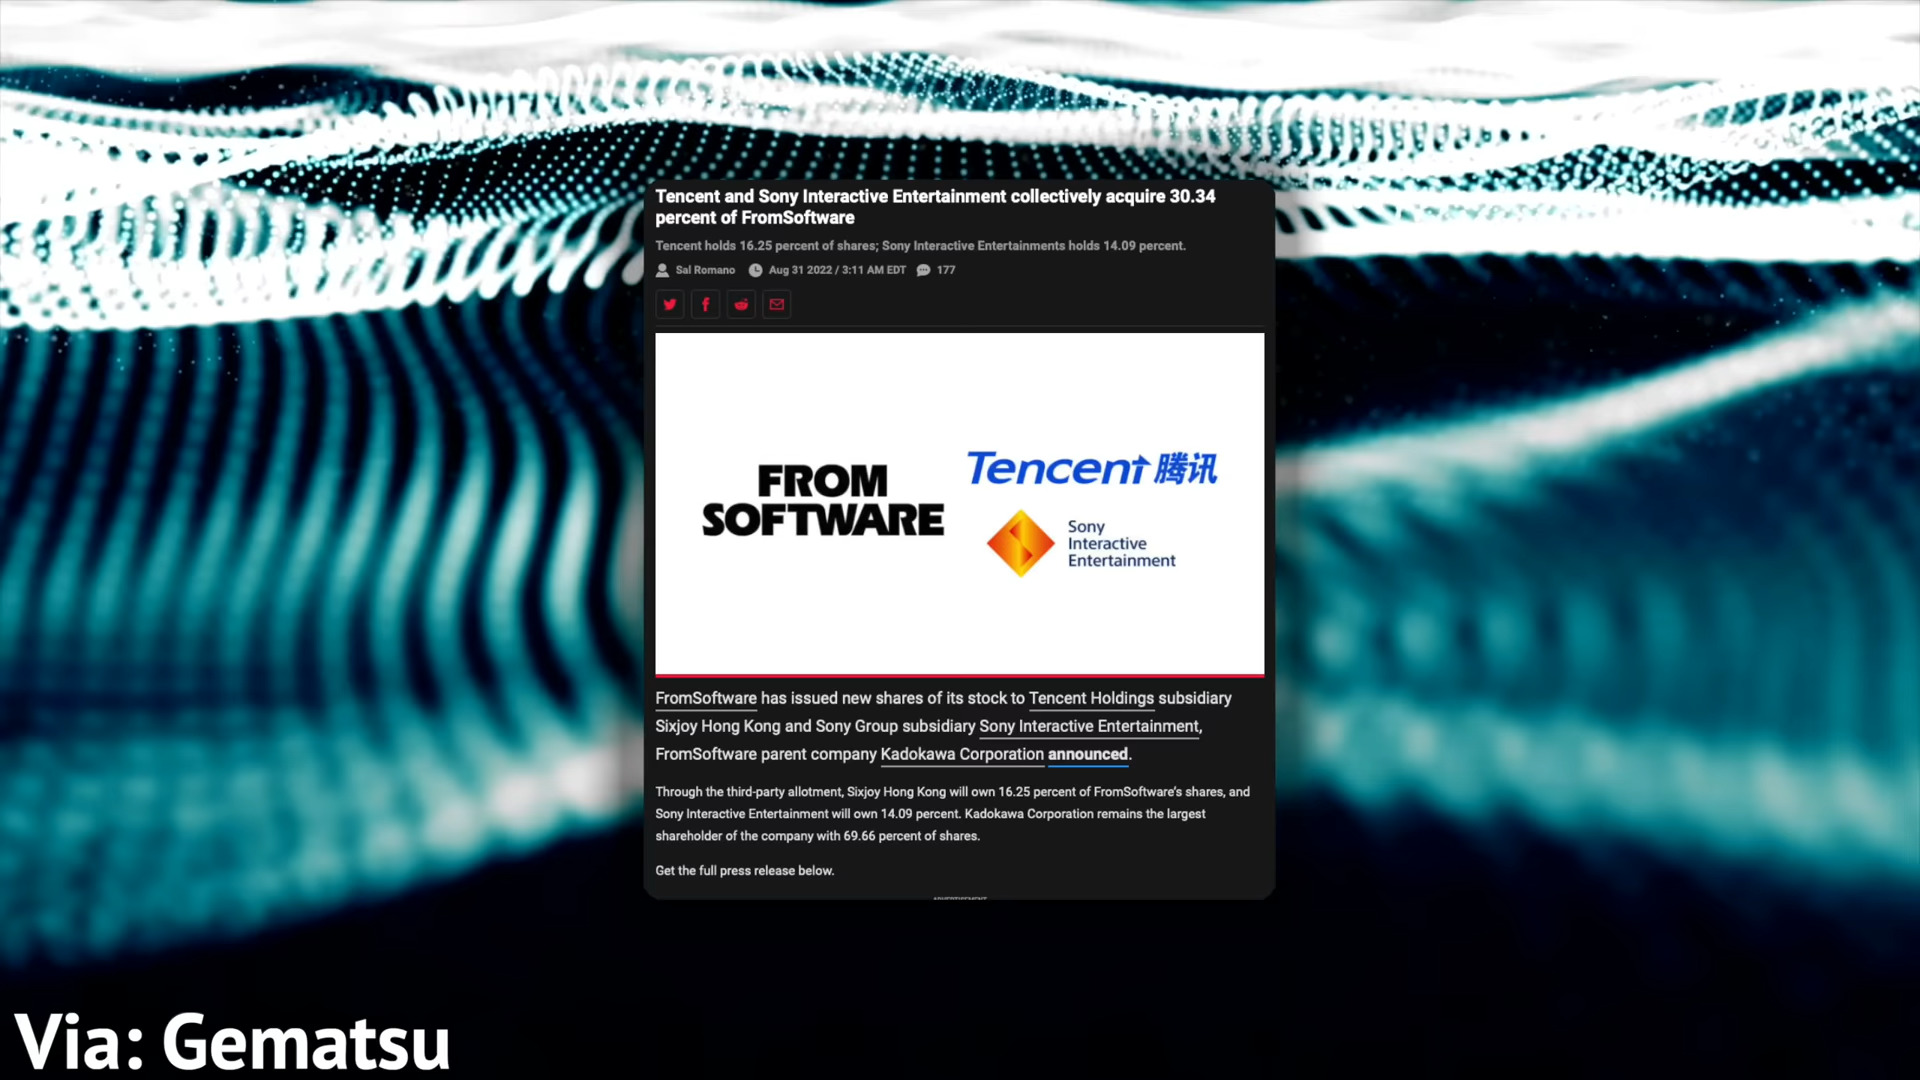 Tencent and Sony Interactive Entertainment collectively acquire 30.34
percent of FromSoftware
Tencent holds 16.25 percent of shares; Sony Interactive Entertainments holds 14.09 percent.
Sal Romano Aug 31 2022 / 3:11 AM EDT 177
FROM
SOFTWARE
Tencent 腾讯
Sony
Interactive
Entertainment
FromSoftware has issued new shares of its stock to Tencent Holdings subsidiary
Sixjoy Hong Kong and Sony Group subsidiary Sony Interactive Entertainment,
FromSoftware parent company Kadokawa Corporation announced.
Through the third-party allotment, Sixjoy Hong Kong will own 16.25 percent of FromSoftware's shares, and
Sony Interactive Entertainment will own 14.09 percent. Kadokawa Corporation remains the largest
shareholder of the company with 69.66 percent of shares.
Get the full press release below.
ADVERTISEMENT
Via: Gematsu